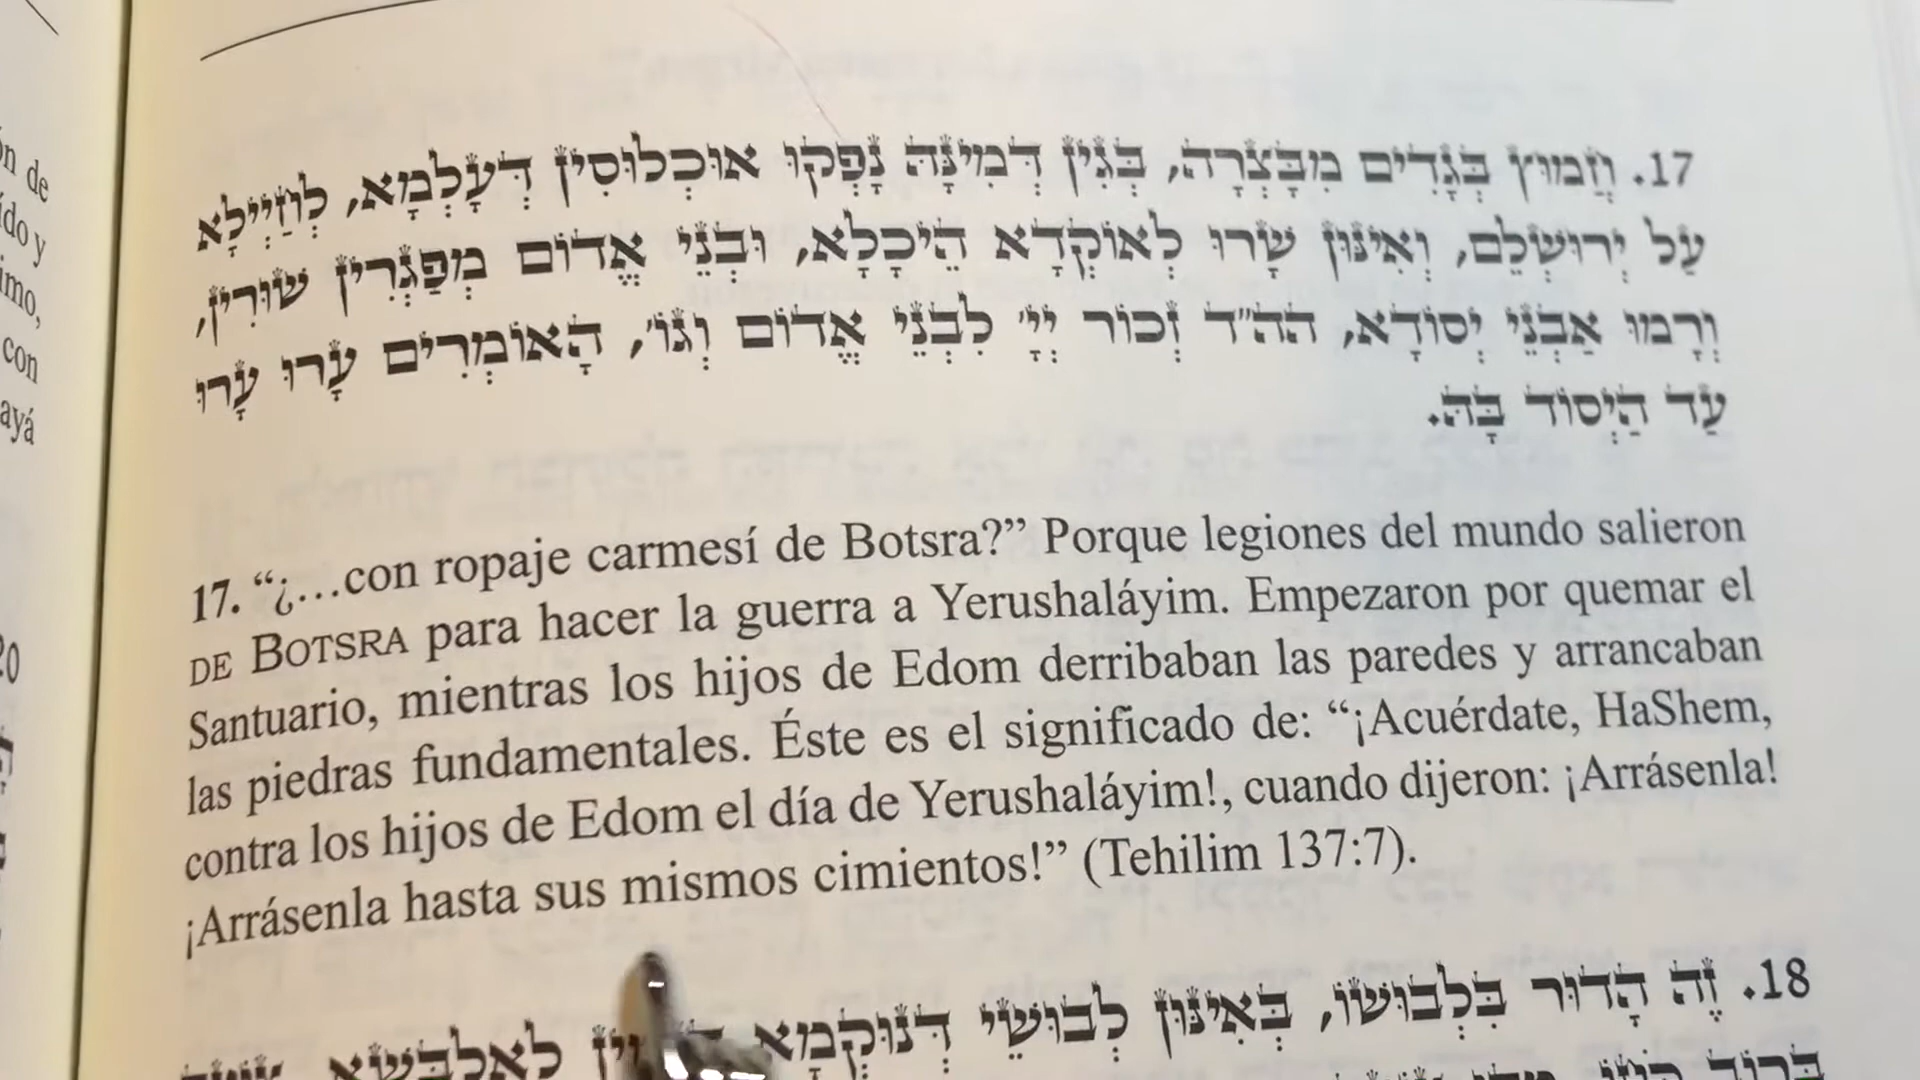 17. וַחֲמוּץ בְּגָדִים מִבָּצְרָה, בְּגִין דְּמִינָּהּ נָפְקוּ אוּכְלוּסִין דְּעָלְמָא, לְחַיְילָא
עַל יְרוּשְׁלֵם, וְאִינּוּן שָׁרוּ לְאוֹקְדָא הֵיכָלָא, וּבְנֵי אֱדוֹם מְפַגְּרִין שׁוּרִין,
וְרָמוּ אַבְנֵי יְסוֹדָא, הה״ד זְכוֹר יְיָ׳ לִבְנֵי אֱדוֹם וְגוֹ׳, הָאוֹמְרִים עָרוּ עָרוּ
עַד הַיְסוֹד בָּהּ.
17. “¿…con ropaje carmesí de Botsra?” Porque legiones del mundo salieron
DE BOTSRA para hacer la guerra a Yerushaláyim. Empezaron por quemar el
Santuario, mientras los hijos de Edom derribaban las paredes y arrancaban
las piedras fundamentales. Éste es el significado de: “¡Acuérdate, HaShem,
contra los hijos de Edom el día de Yerushaláyim!, cuando dijeron: ¡Arrásenla!
¡Arrásenla hasta sus mismos cimientos!” (Tehilim 137:7).
18. זֶה הָדוּר בִּלְבוּשׁוֹ, בְּאִינּוּן לְבוּשֵׁי דְּנוּקְמָא לְאַלְבְּשָׁא